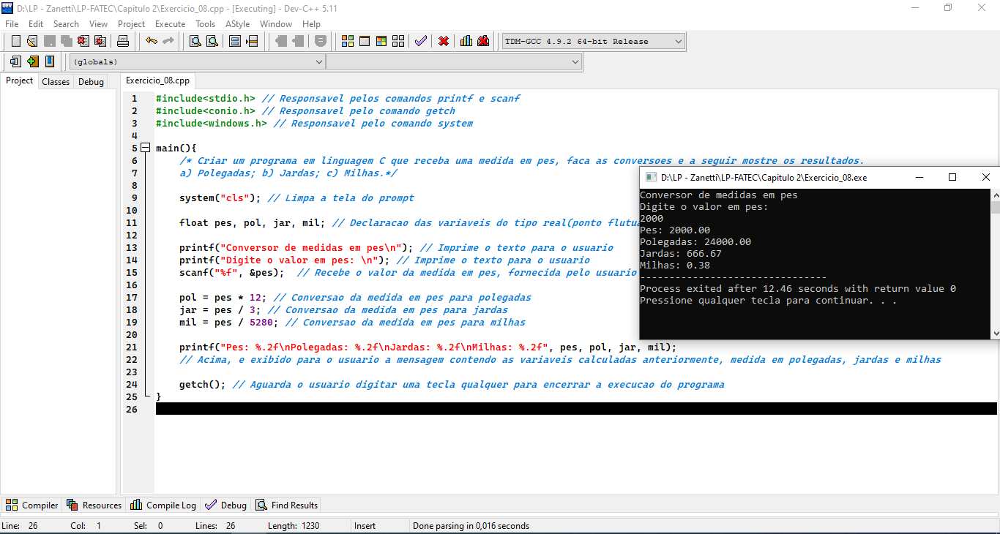 D:\LP - Zanetti\LP-FATEC\Capitulo 2\Exercicio_08.cpp - [Executing] - Dev-C++ 5.11
File Edit Search View Project Execute Tools AStyle Window Help
TDM-GCC 4.9.2 64-bit Release
(globals)
Project Classes Debug
Exercicio_08.cpp
1 #include<stdio.h> // Responsavel pelos comandos printf e scanf
2 #include<conio.h> // Responsavel pelo comando getch
3 #include<windows.h> // Responsavel pelo comando system
4
5 main(){
6 /* Criar um programa em linguagem C que receba uma medida em pes, faca as conversoes e a seguir mostre os resultados.
7 a) Polegadas; b) Jardas; c) Milhas.*/
8
9 system("cls"); // Limpa a tela do prompt
10
11 float pes, pol, jar, mil; // Declaracao das variaveis do tipo real(ponto flutua
12
13 printf("Conversor de medidas em pes\n"); // Imprime o texto para o usuario
14 printf("Digite o valor em pes: \n"); // Imprime o texto para o usuario
15 scanf("%f", &pes); // Recebe o valor da medida em pes, fornecida pelo usuario
16
17 pol = pes * 12; // Conversao da medida em pes para polegadas
18 jar = pes / 3; // Conversao da medida em pes para jardas
19 mil = pes / 5280; // Conversao da medida em pes para milhas
20
21 printf("Pes: %.2f\nPolegadas: %.2f\nJardas: %.2f\nMilhas: %.2f", pes, pol, jar, mil);
22 // Acima, e exibido para o usuario a mensagem contendo as variaveis calculadas anteriormente, medida em polegadas, jardas e milhas
23
24 getch(); // Aguarda o usuario digitar uma tecla qualquer para encerrar a execucao do programa
25 }
26
D:\LP - Zanetti\LP-FATEC\Capitulo 2\Exercicio_08.exe
Conversor de medidas em pes
Digite o valor em pes:
2000
Pes: 2000.00
Polegadas: 24000.00
Jardas: 666.67
Milhas: 0.38
--------------------------------
Process exited after 12.46 seconds with return value 0
Pressione qualquer tecla para continuar. . .
Compiler Resources Compile Log Debug Find Results
Line: 26 Col: 1 Sel: 0 Lines: 26 Length: 1230 Insert Done parsing in 0,016 seconds